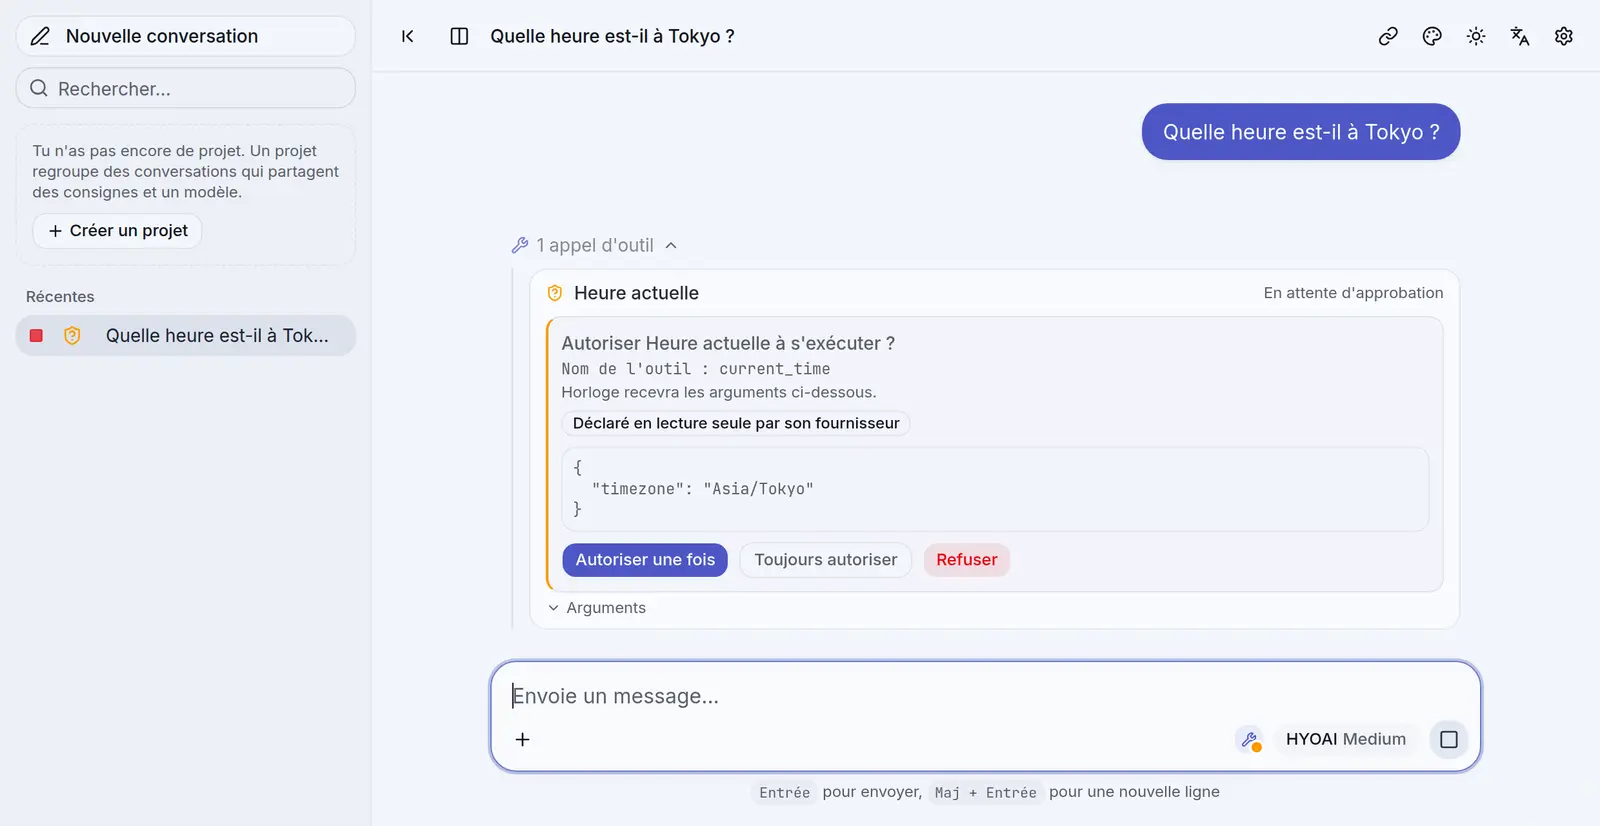 Nouvelle conversation
Rechercher...
Tu n'as pas encore de projet. Un projet
regroupe des conversations qui partagent
des consignes et un modèle.
+ Créer un projet
Récentes
Quelle heure est-il à Tok...
Quelle heure est-il à Tokyo ?
Quelle heure est-il à Tokyo ?
1 appel d'outil
Heure actuelle
En attente d'approbation
Autoriser Heure actuelle à s'exécuter ?
Nom de l'outil : current_time
Horloge recevra les arguments ci-dessous.
Déclaré en lecture seule par son fournisseur
{
"timezone": "Asia/Tokyo"
}
Autoriser une fois
Toujours autoriser
Refuser
Arguments
Envoie un message...
HYOAI Medium
Entrée pour envoyer, Maj + Entrée pour une nouvelle ligne